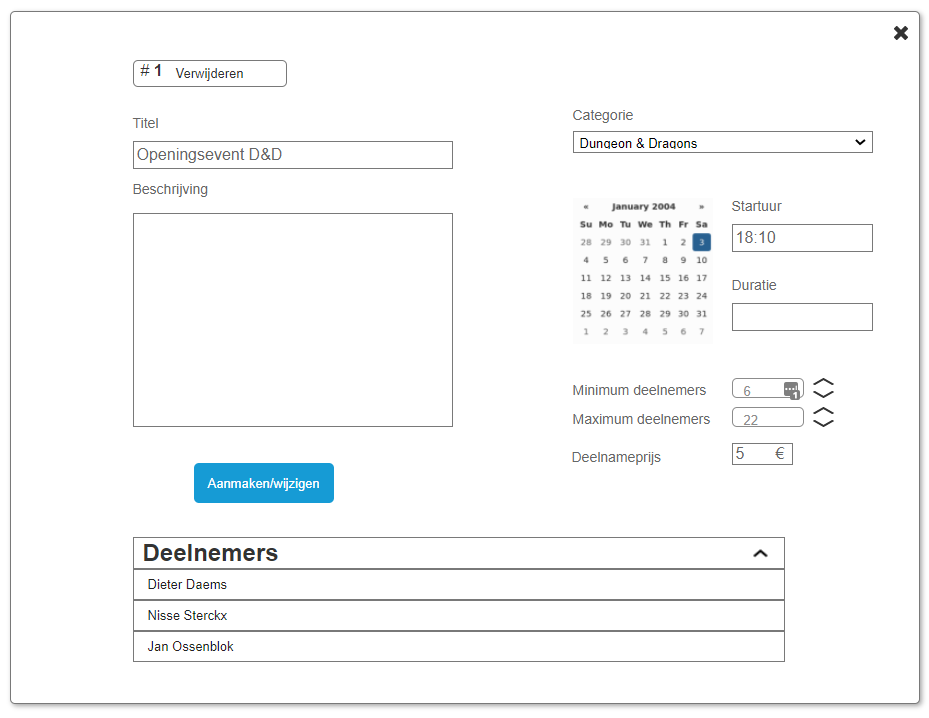 # 1 Verwijderen
Titel
Openingsevent D&D
Beschrijving
Categorie
Dungeon & Dragons
« January 2004 »
Su Mo Tu We Th Fr Sa
28 29 30 31 1 2 3
4 5 6 7 8 9 10
11 12 13 14 15 16 17
18 19 20 21 22 23 24
25 26 27 28 29 30 31
1 2 3 4 5 6 7
Startuur
18:10
Duratie
Minimum deelnemers 6 1
Maximum deelnemers 22
Deelnameprijs 5 €
Aanmaken/wijzigen
Deelnemers
Dieter Daems
Nisse Sterckx
Jan Ossenblok